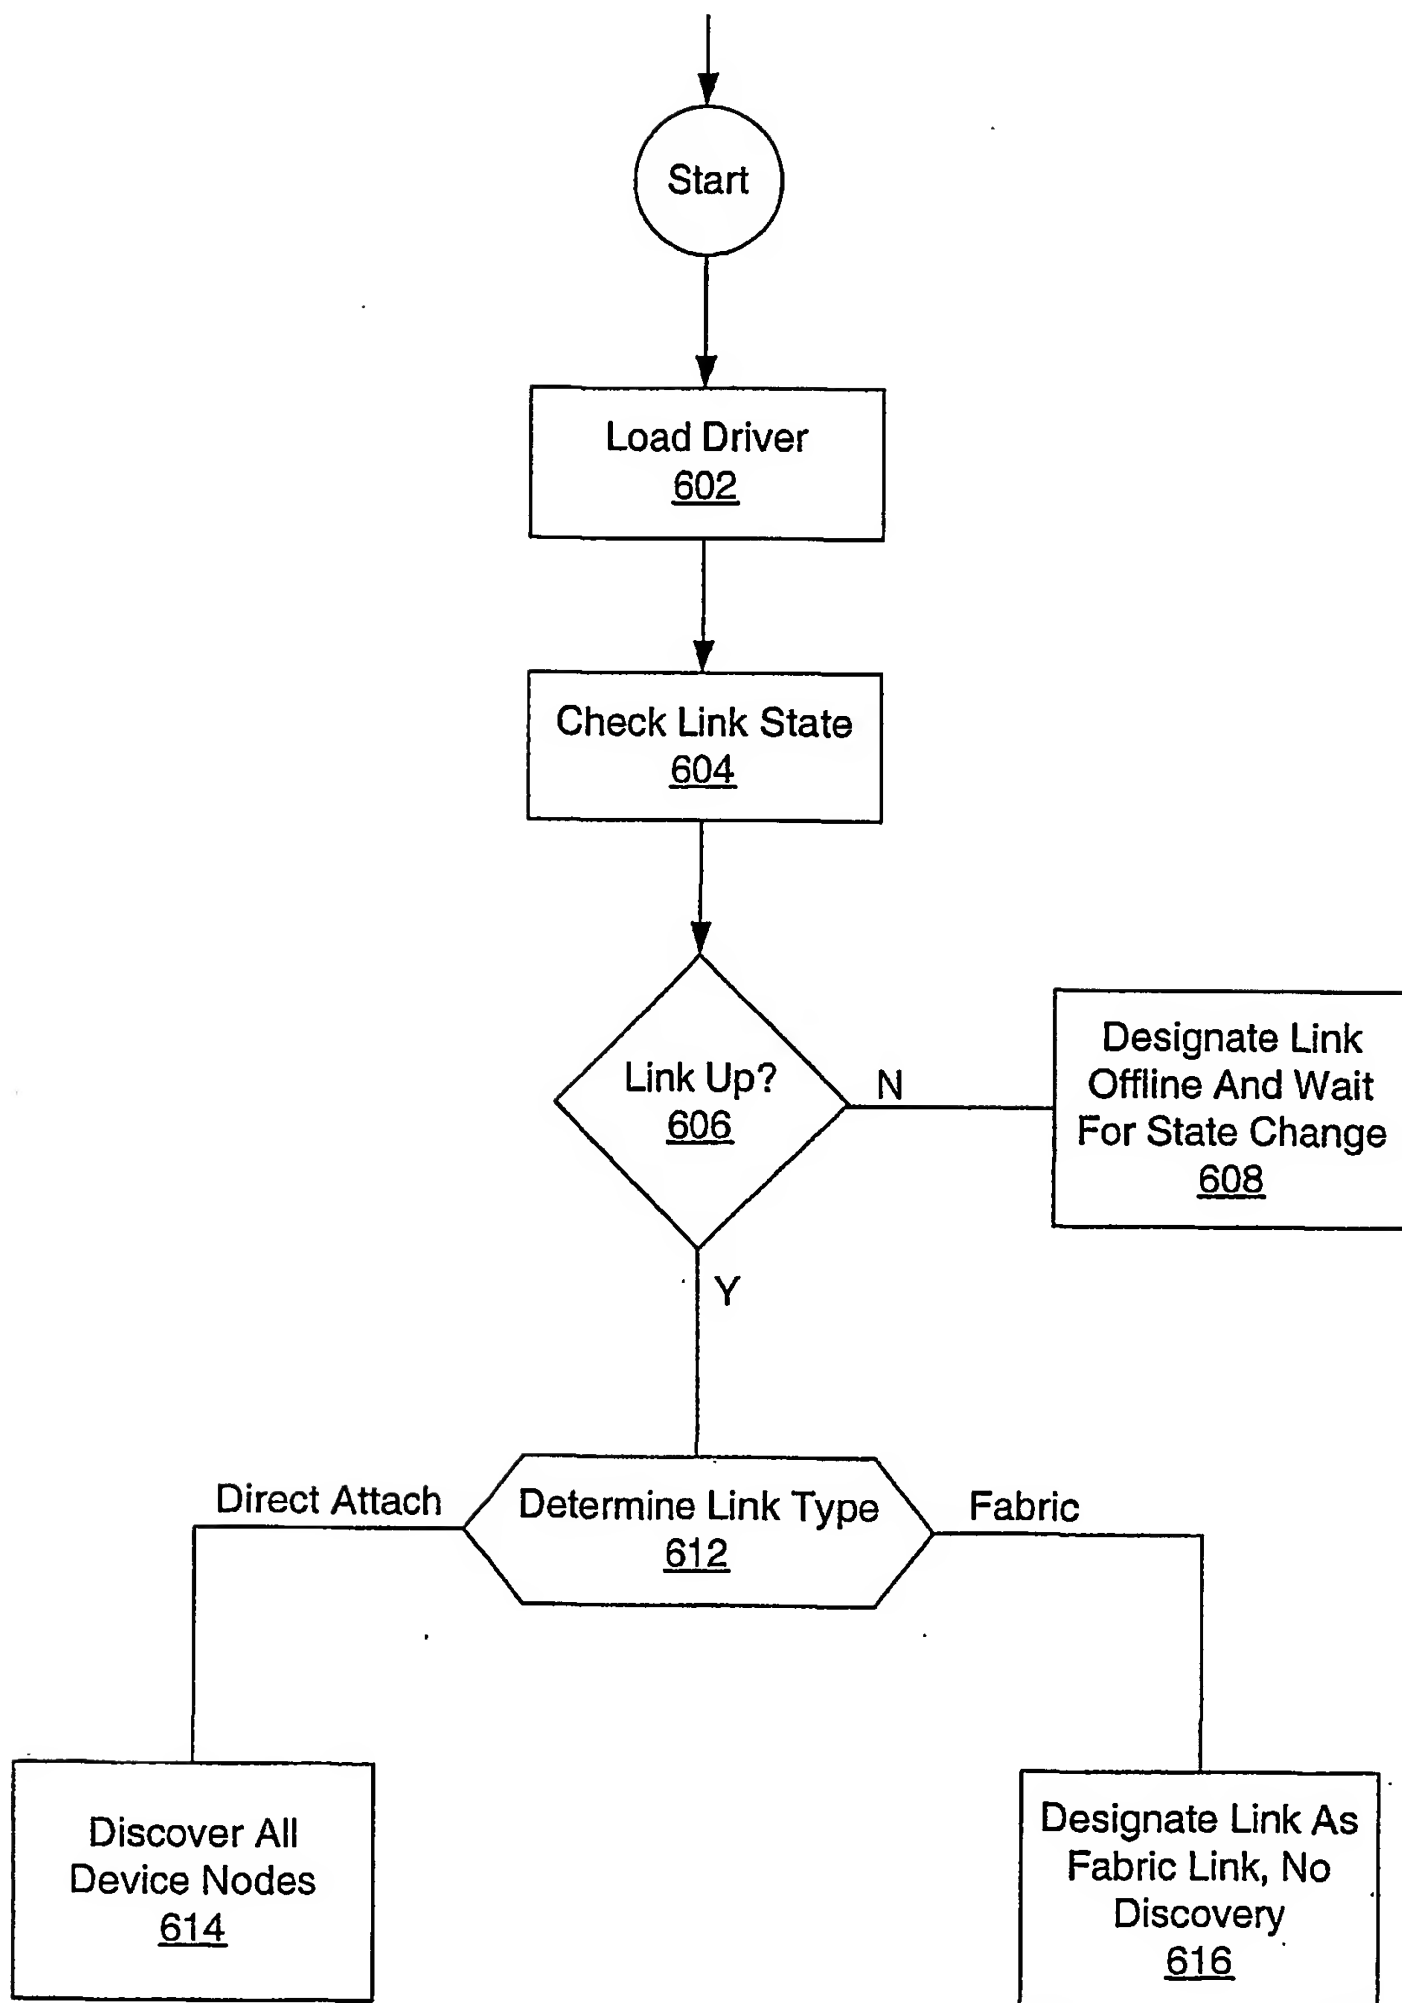 Start
Load Driver
602
Check Link State
604
Link Up?
606
N
Designate Link
Offline And Wait
For State Change
608
Y
Direct Attach
Determine Link Type
612
Fabric
Discover All
Device Nodes
614
Designate Link As
Fabric Link, No
Discovery
616